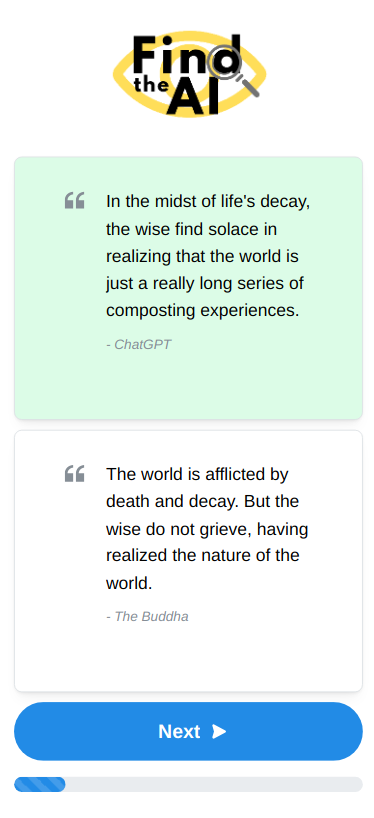 Find
the AI
In the midst of life's decay,
the wise find solace in
realizing that the world is
just a really long series of
composting experiences.
- ChatGPT
The world is afflicted by
death and decay. But the
wise do not grieve, having
realized the nature of the
world.
- The Buddha
Next